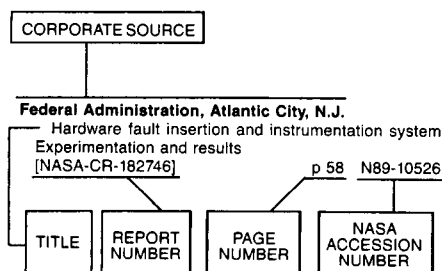 CORPORATE SOURCE
Federal Administration, Atlantic City, N.J.
Hardware fault insertion and instrumentation system
Experimentation and results
[NASA-CR-182746] p 58 N89-10526
TITLE
REPORT
NUMBER
PAGE
NUMBER
NASA
ACCESSION
NUMBER